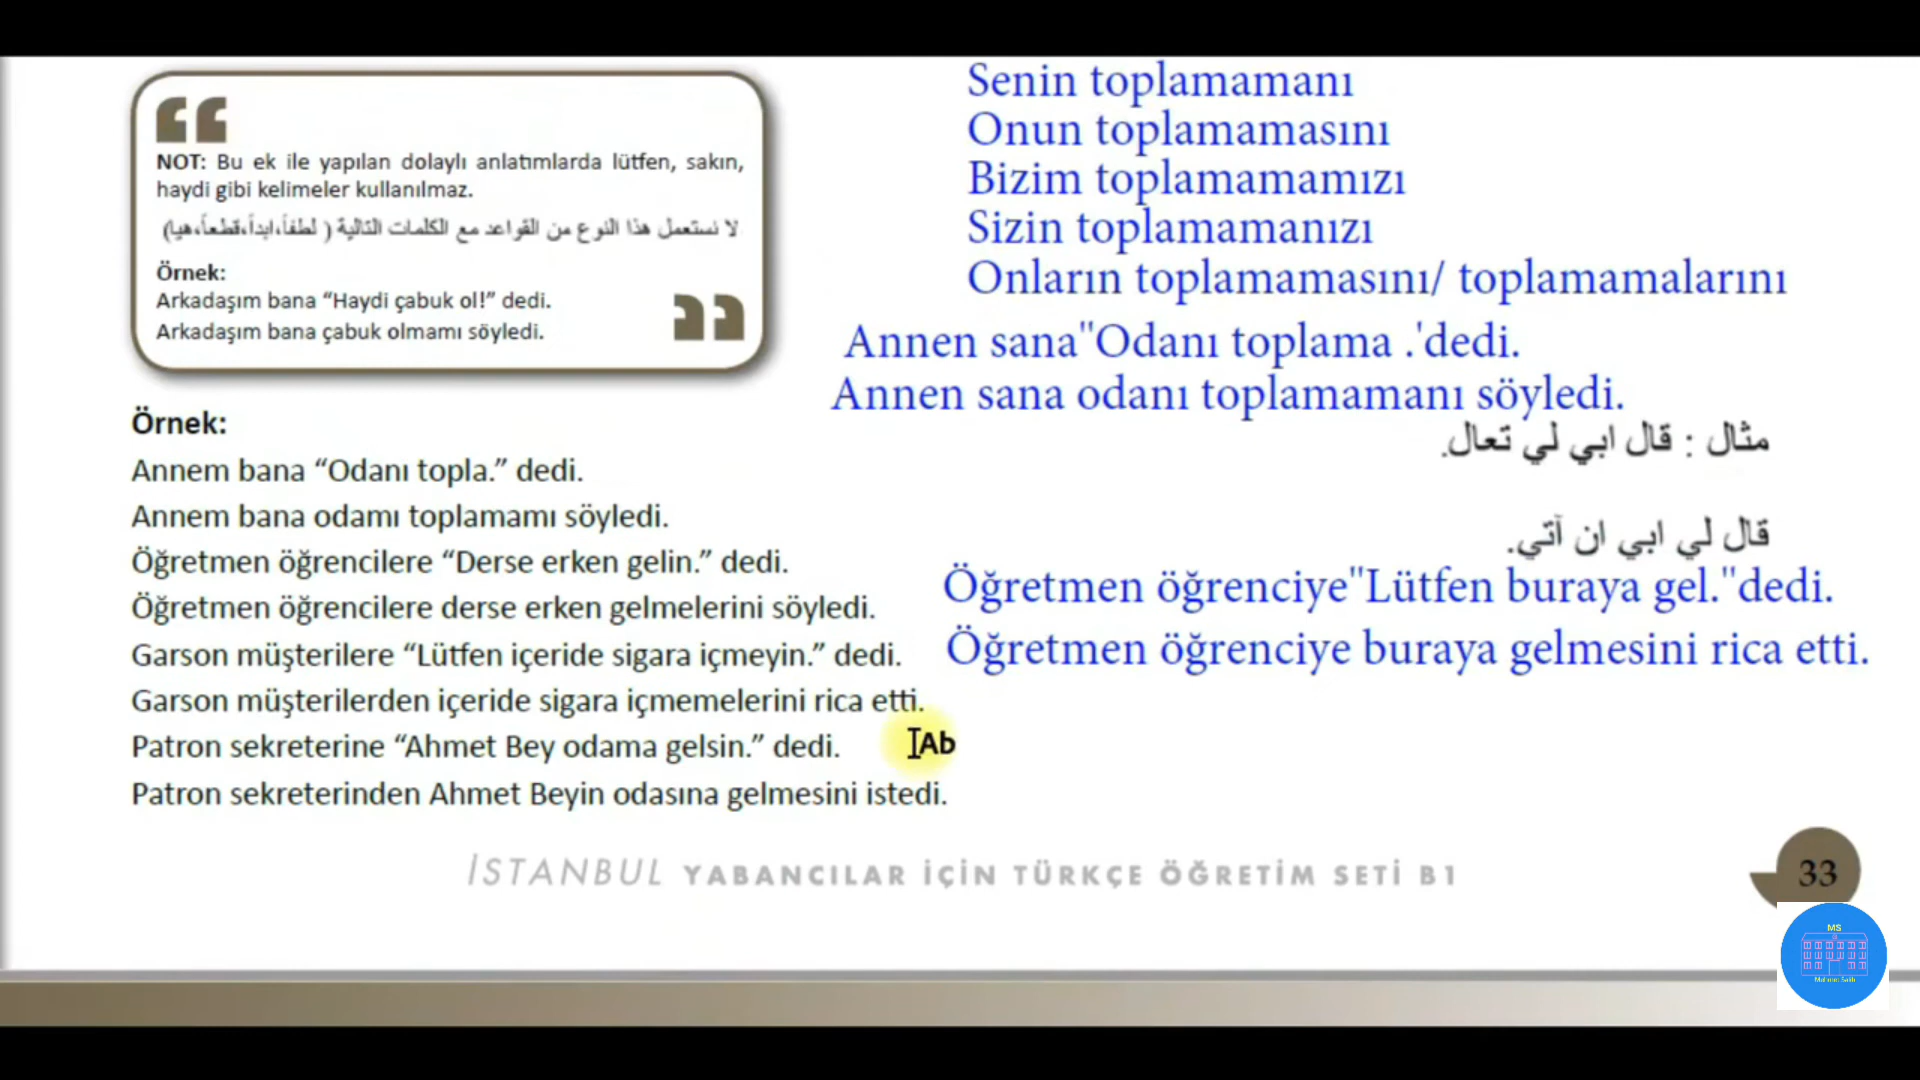 NOT: Bu ek ile yapılan dolaylı anlatımlarda lütfen, sakın,
haydi gibi kelimeler kullanılmaz.
لا نستعمل هذا النوع من القواعد مع الكلمات التالية ( لطفاً،ابداً،قطعاً،هيا)
Örnek:
Arkadaşım bana “Haydi çabuk ol!” dedi.
Arkadaşım bana çabuk olmamı söyledi.
Örnek:
Annem bana “Odanı topla.” dedi.
Annem bana odamı toplamamı söyledi.
Öğretmen öğrencilere “Derse erken gelin.” dedi.
Öğretmen öğrencilere derse erken gelmelerini söyledi.
Garson müşterilere “Lütfen içeride sigara içmeyin.” dedi.
Garson müşterilerden içeride sigara içmemelerini rica etti.
Patron sekreterine “Ahmet Bey odama gelsin.” dedi.
Patron sekreterinden Ahmet Beyin odasına gelmesini istedi.
Senin toplamamanı
Onun toplamamasını
Bizim toplamamamızı
Sizin toplamamanızı
Onların toplamamasını/ toplamamalarını
Annen sana"Odanı toplama .'dedi.
Annen sana odanı toplamamanı söyledi.
مثال : قال ابي لي تعال.
قال لي ابي ان آتي.
Öğretmen öğrenciye"Lütfen buraya gel."dedi.
Öğretmen öğrenciye buraya gelmesini rica etti.
Ab
İSTANBUL YABANCILAR İÇİN TÜRKÇE ÖĞRETİM SETİ B1
33
MS